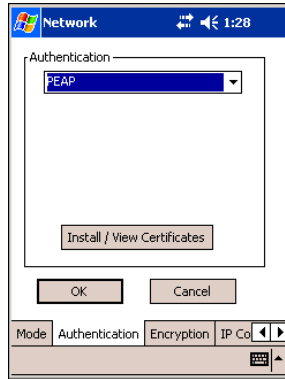 Network 1:28
Authentication
PEAP
Install / View Certificates
OK Cancel
Mode Authentication Encryption IP Co